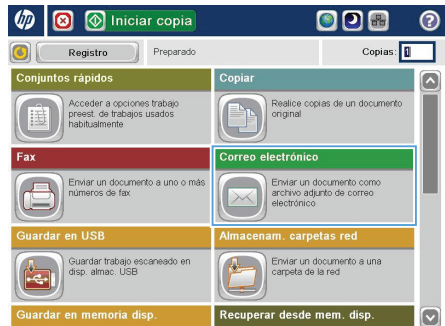 hp
Iniciar copia
?
Registro
Preparado
Copias: 1
Conjuntos rápidos
Acceder a opciones trabajo
preest. de trabajos usados
habitualmente
Copiar
Realice copias de un documento
original
Fax
Enviar un documento a uno o más
números de fax
Correo electrónico
Enviar un documento como
archivo adjunto de correo
electrónico
Guardar en USB
Guardar trabajo escaneado en
disp. almac. USB
Almacenam. carpetas red
Enviar un documento a una
carpeta de la red
Guardar en memoria disp.
Recuperar desde mem. disp.